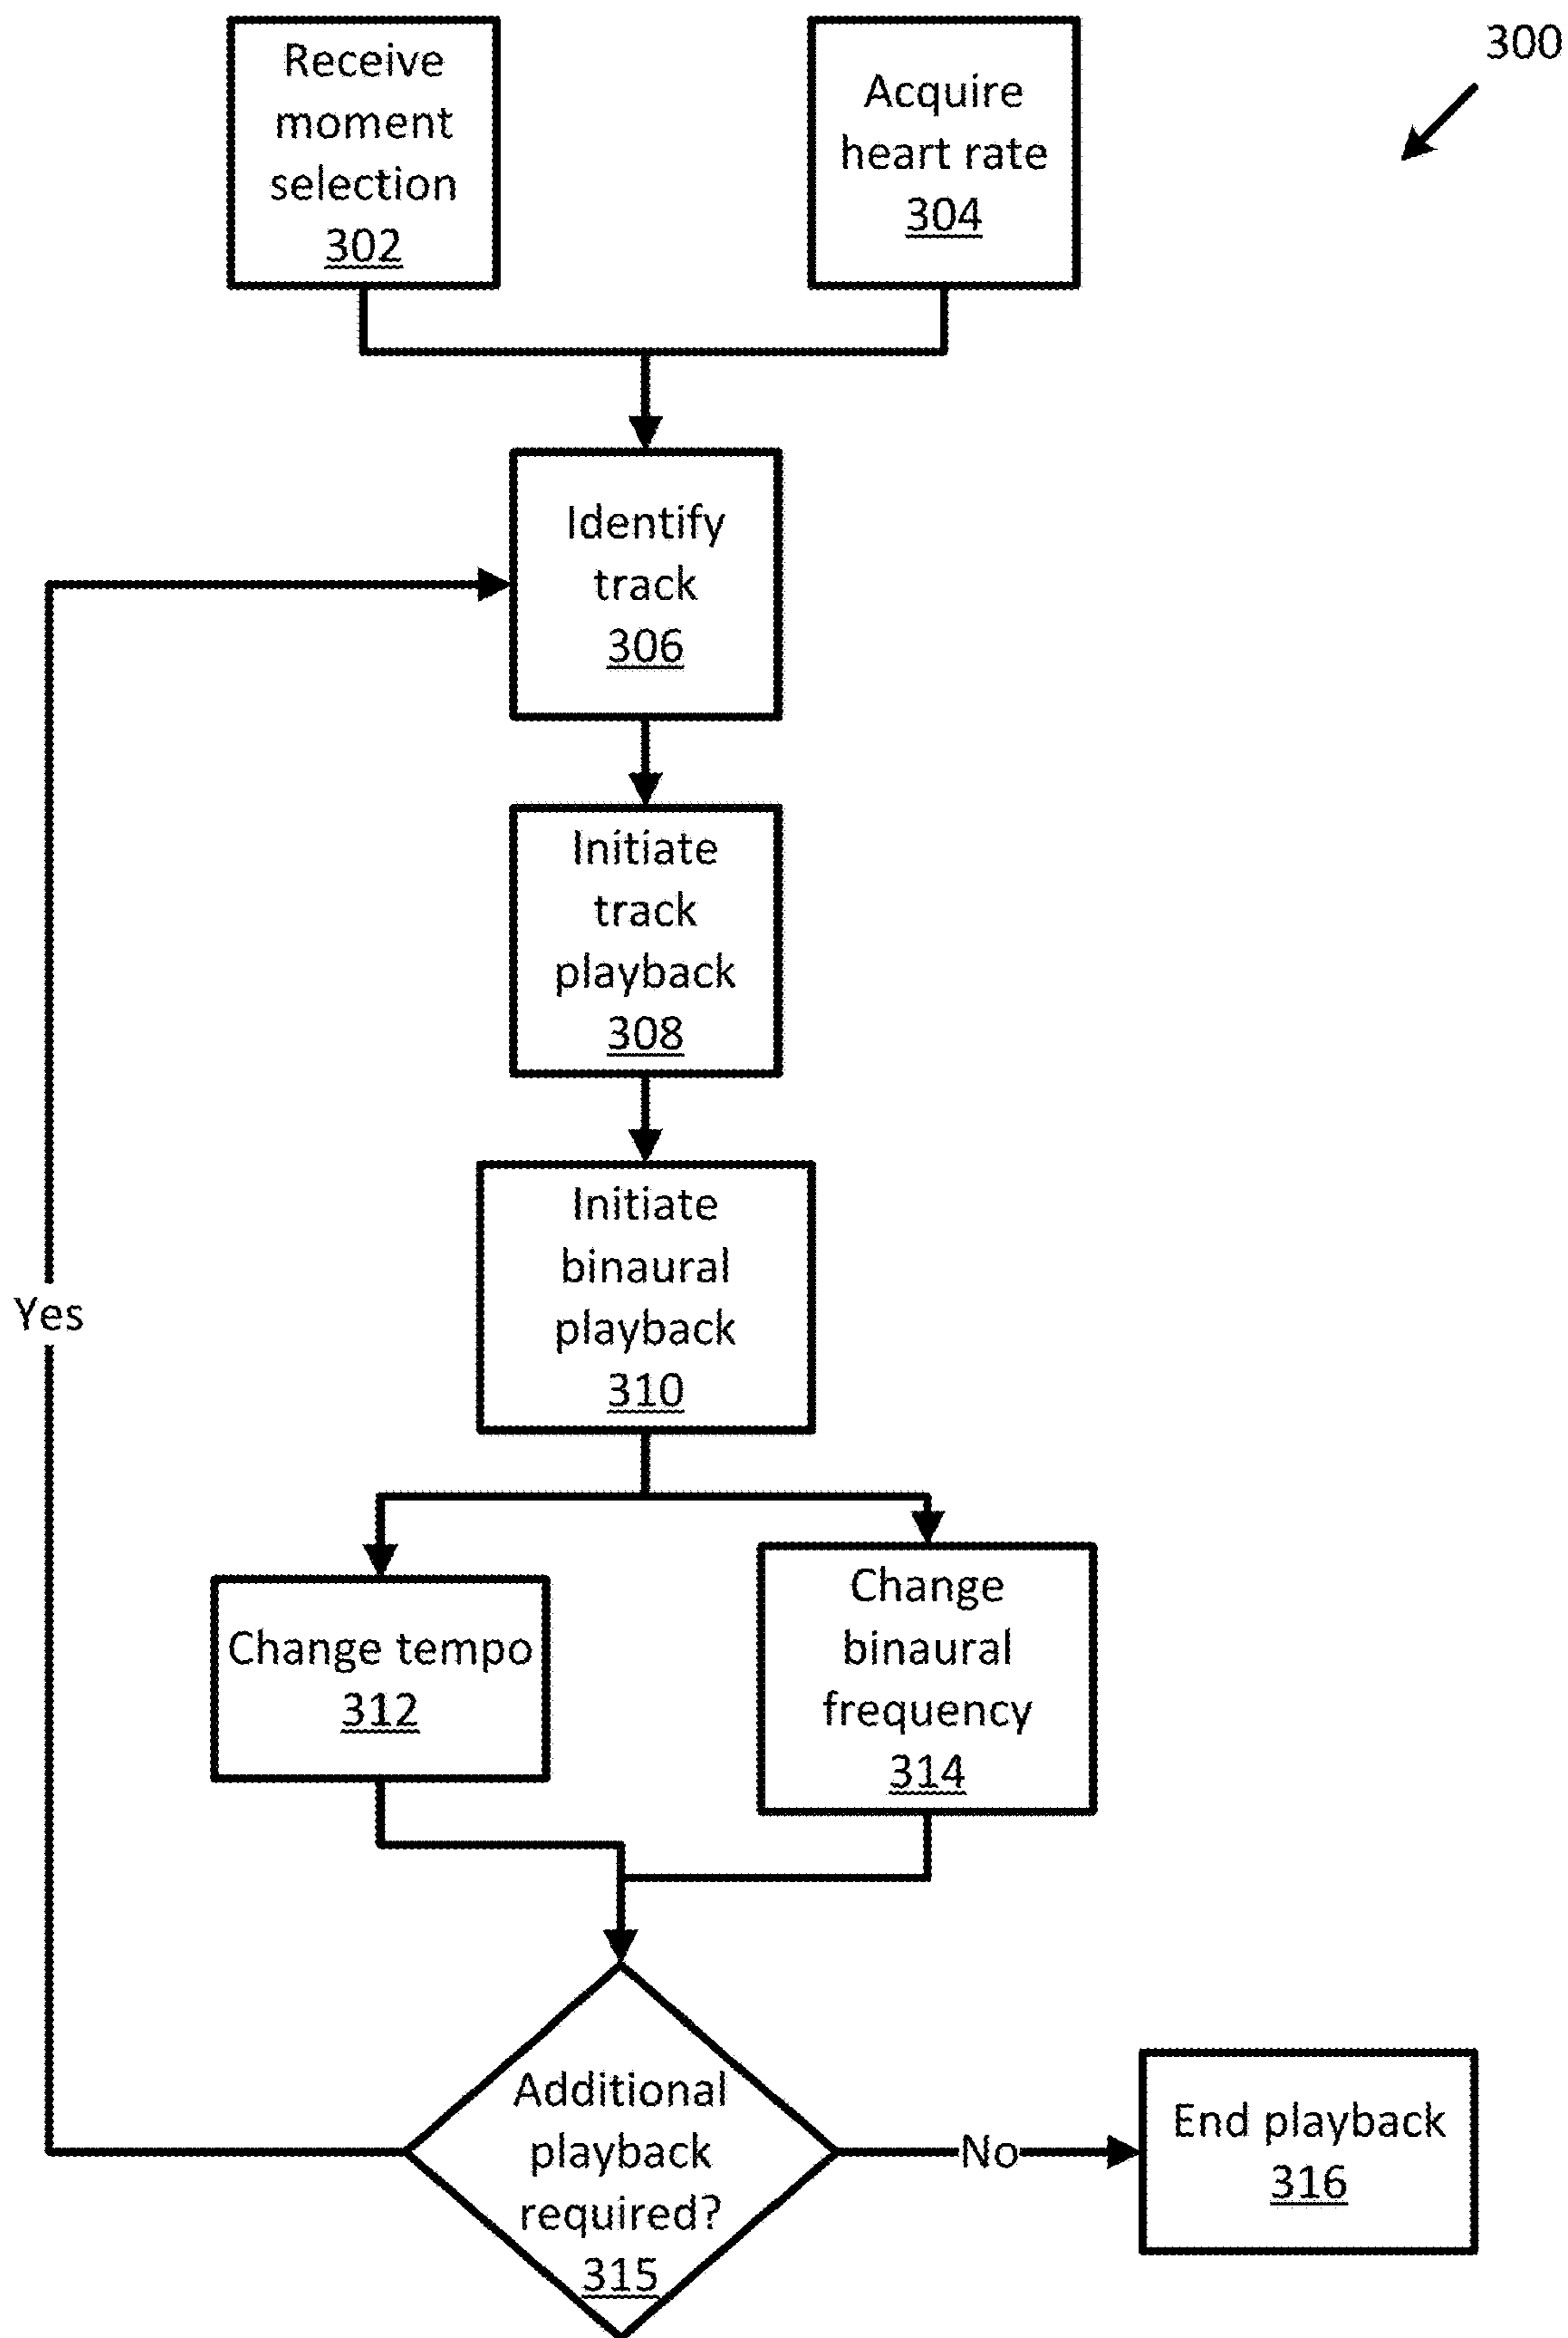 300
Receive
moment
selection
302
Acquire
heart rate
304
Identify
track
306
Initiate
track
playback
308
Initiate
binaural
playback
310
Yes
Change tempo
312
Change
binaural
frequency
314
Additional
playback
required?
315
No
End playback
316